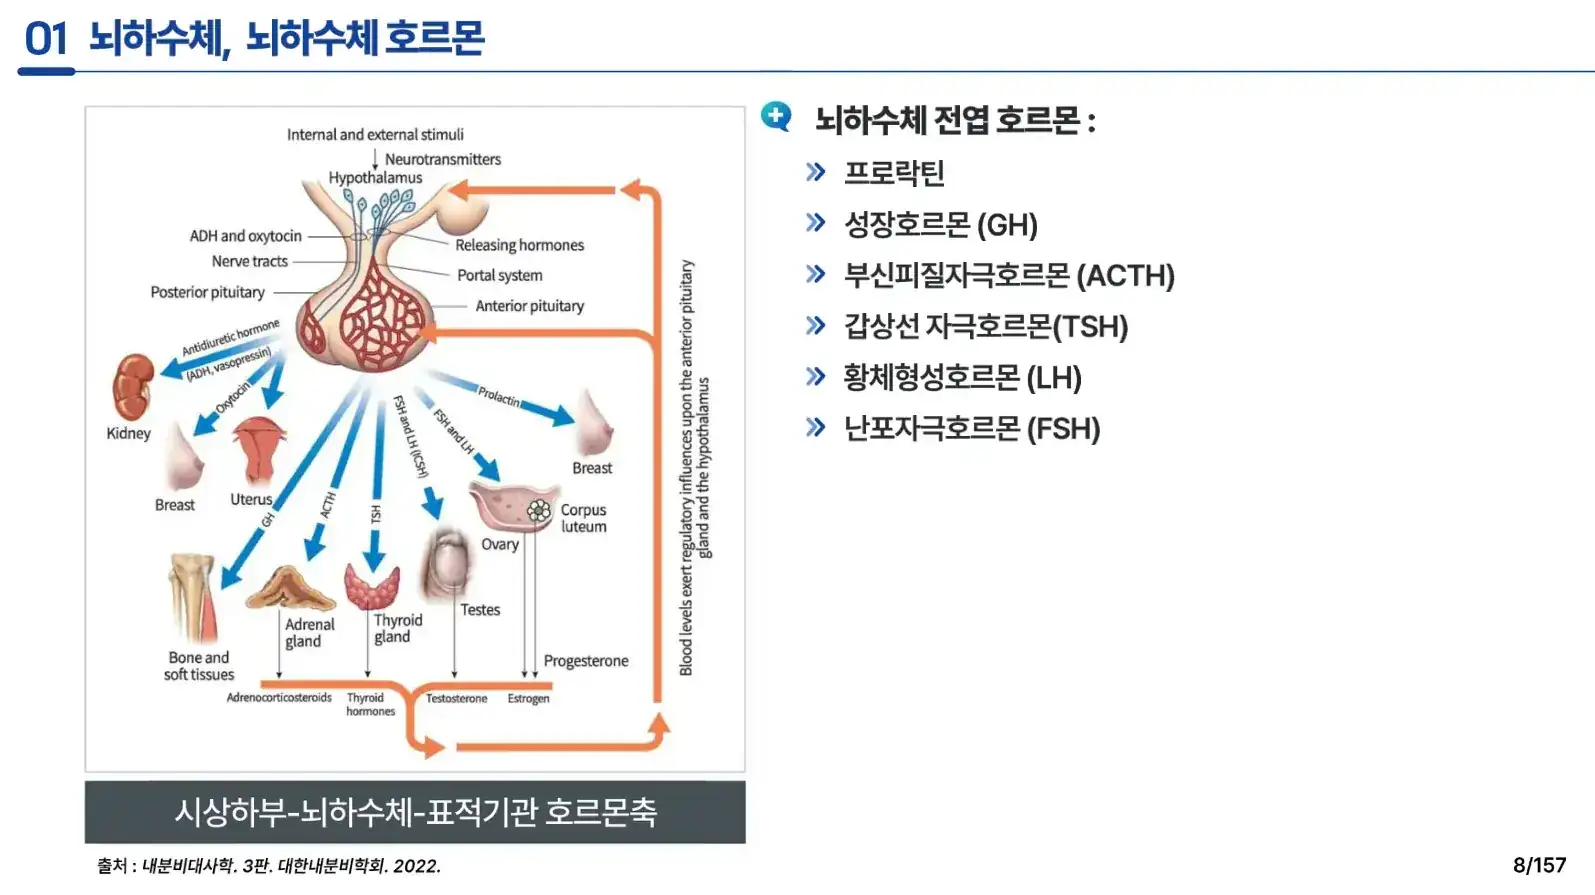 01 뇌하수체, 뇌하수체 호르몬
Internal and external stimuli
Neurotransmitters
Hypothalamus
ADH and oxytocin
Nerve tracts
Posterior pituitary
Releasing hormones
Portal system
Anterior pituitary
Antidiuretic hormone
(ADH, vasopressin)
Oxytocin
Kidney
Breast
Uterus
GH
ACTH
TSH
FSH and LH (ICSH)
FSH and LH
Prolactin
Breast
Corpus
luteum
Ovary
Testes
Thyroid
gland
Adrenal
gland
Bone and
soft tissues
Progesterone
Adrenocorticosteroids
Thyroid
hormones
Testosterone
Estrogen
Blood levels exert regulatory influences upon the anterior pituitary
gland and the hypothalamus
시상하부-뇌하수체-표적기관 호르몬축
출처 : 내분비대사학. 3판. 대한내분비학회. 2022.
뇌하수체 전엽 호르몬 :
프로락틴
성장호르몬 (GH)
부신피질자극호르몬 (ACTH)
갑상선 자극호르몬(TSH)
황체형성호르몬 (LH)
난포자극호르몬 (FSH)
8/157